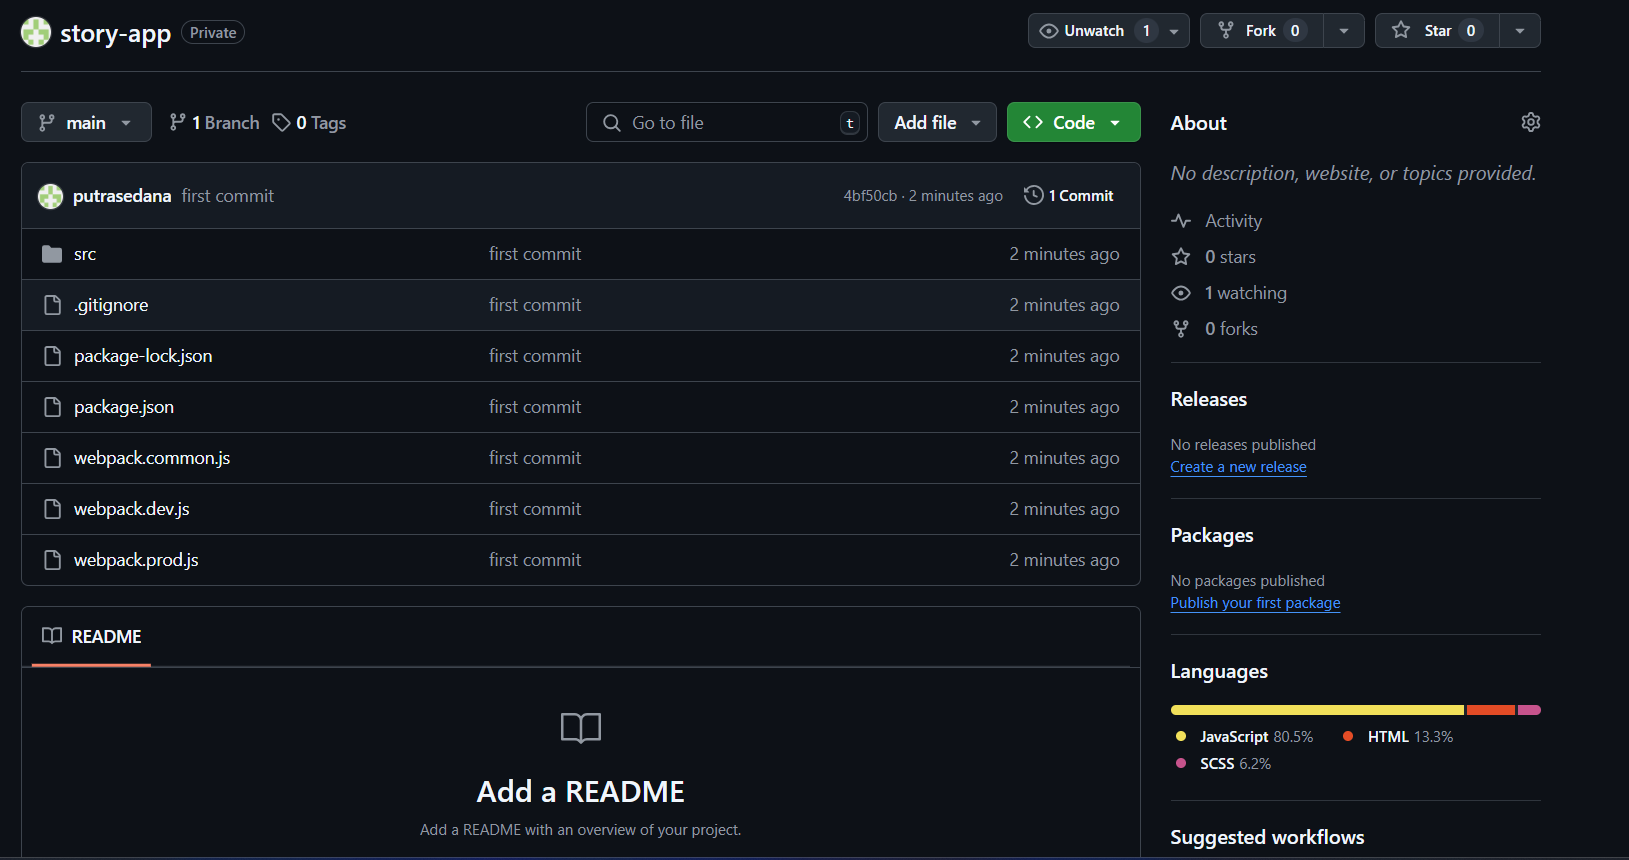 story-app Private Unwatch 1 Fork 0 Star 0
main 1 Branch 0 Tags Go to file t Add file Code
putrasedana first commit 4bf50cb · 2 minutes ago 1 Commit
src first commit 2 minutes ago
.gitignore first commit 2 minutes ago
package-lock.json first commit 2 minutes ago
package.json first commit 2 minutes ago
webpack.common.js first commit 2 minutes ago
webpack.dev.js first commit 2 minutes ago
webpack.prod.js first commit 2 minutes ago
README
Add a README
Add a README with an overview of your project.
About
No description, website, or topics provided.
Activity
0 stars
1 watching
0 forks
Releases
No releases published
Create a new release
Packages
No packages published
Publish your first package
Languages
JavaScript 80.5% HTML 13.3%
SCSS 6.2%
Suggested workflows